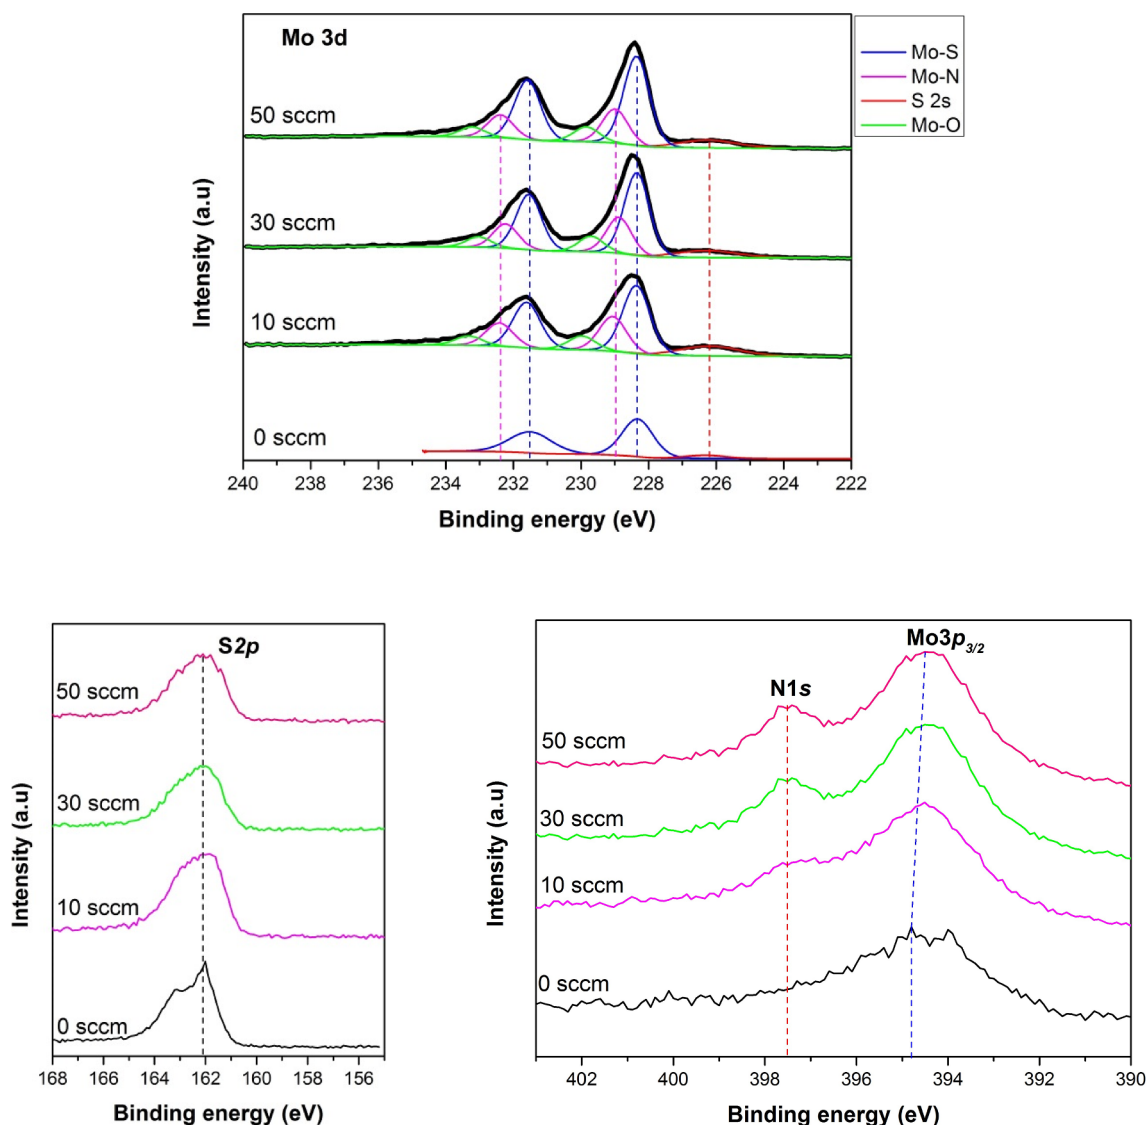 Mo 3d
Mo-S
Mo-N
S 2s
Mo-O
50 sccm
30 sccm
10 sccm
0 sccm
Intensity (a.u)
240 238 236 234 232 230 228 226 224 222
Binding energy (eV)
S2p
50 sccm
30 sccm
10 sccm
0 sccm
Intensity (a.u)
168 166 164 162 160 158 156
Binding energy (eV)
Mo3p3/2
N1s
50 sccm
30 sccm
10 sccm
0 sccm
Intensity (a.u)
402 400 398 396 394 392 390
Binding energy (eV)